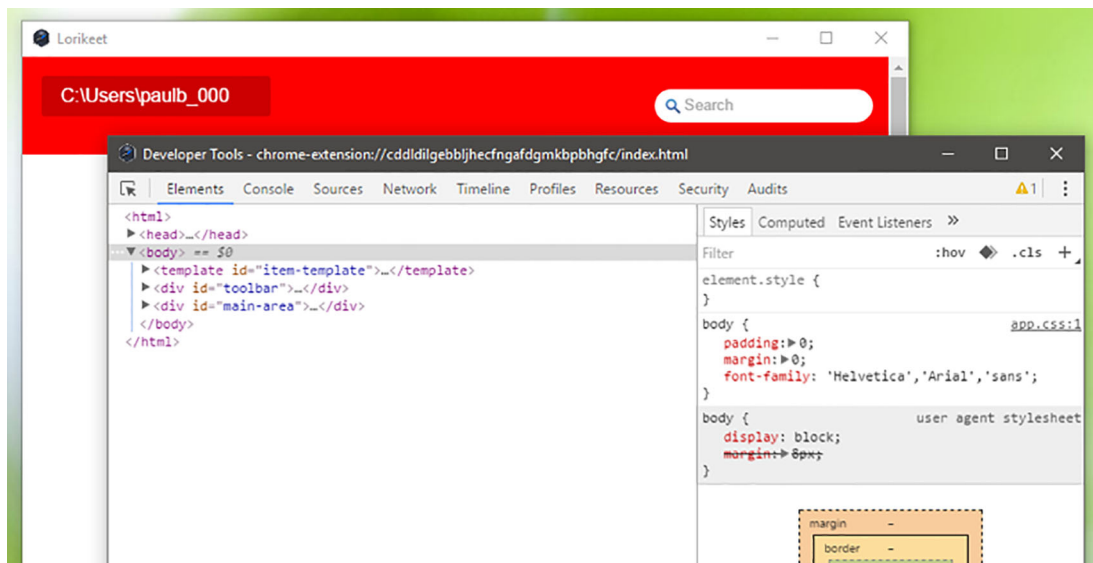 Lorikeet
C:\Users\paulb_000
Search
Developer Tools - chrome-extension://cddldilgebbljhecfngafdgmkbpbhgfc/index.html
Elements Console Sources Network Timeline Profiles Resources Security Audits 1
<html>
<head>…</head>
<body> == $0
<template id="item-template">…</template>
<div id="toolbar">…</div>
<div id="main-area">…</div>
</body>
</html>
Styles Computed Event Listeners »
Filter :hov .cls +
element.style {
}
body { app.css:1
padding:▶0;
margin:▶0;
font-family: 'Helvetica','Arial','sans';
}
body { user agent stylesheet
display: block;
margin:▶8px;
}
margin -
border -